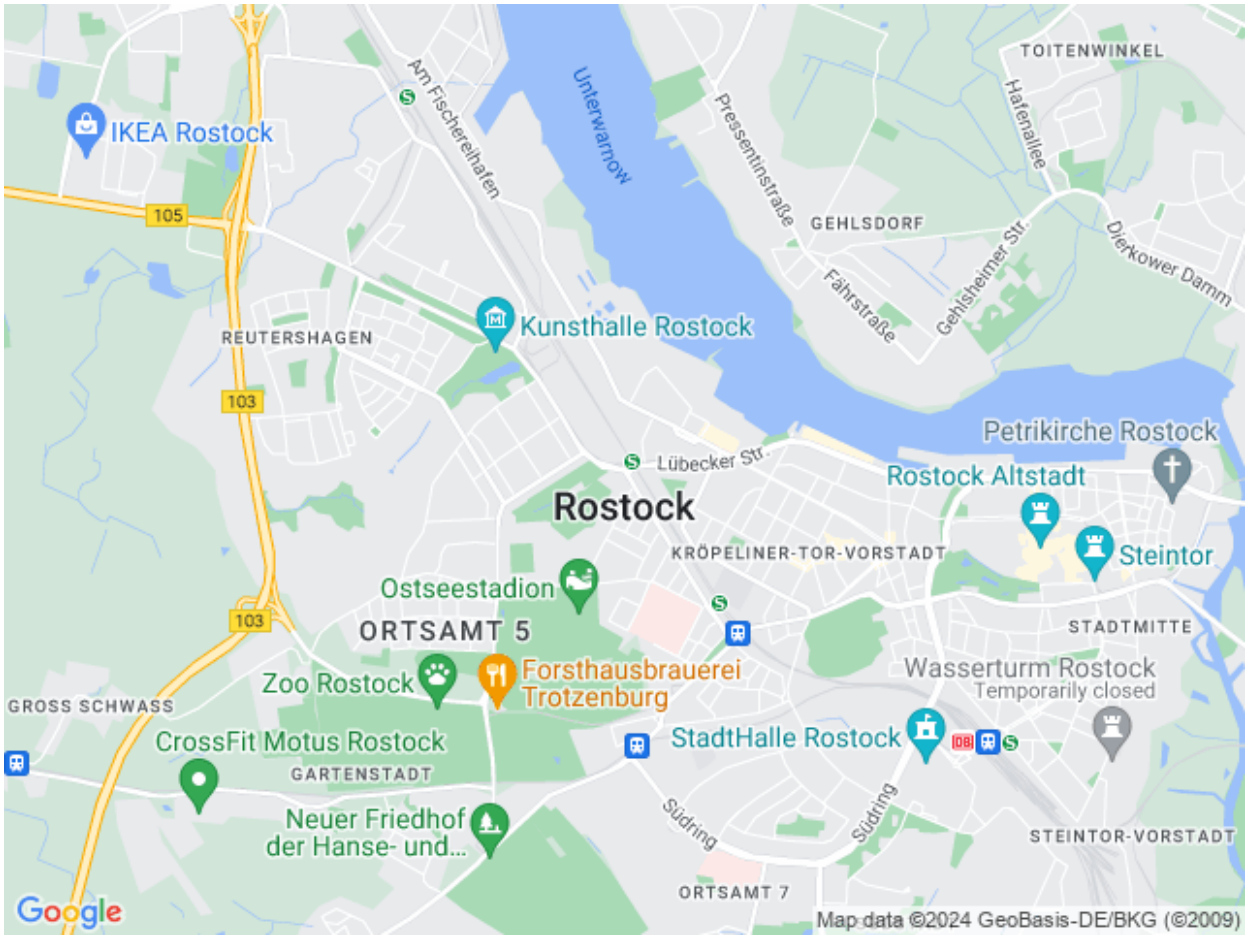 TOITENWINKEL
Am Fischereihafen
Unterwarnow
Pressentinstraße
Hafenallee
IKEA Rostock
105
GEHLSDORF
Gehlsheimer Str.
Dierkower Damm
Fährstraße
REUTERSHAGEN
Kunsthalle Rostock
103
Petrikirche Rostock
Lübecker Str.
Rostock Altstadt
Rostock
KRÖPELINER-TOR-VORSTADT
Steintor
Ostseestadion
103
ORTSAMT 5
STADTMITTE
Forsthausbrauerei
Trotzenburg
Zoo Rostock
Wasserturm Rostock
Temporarily closed
GROSS SCHWASS
CrossFit Motus Rostock
StadtHalle Rostock
DB
GARTENSTADT
Neuer Friedhof
der Hanse- und...
Südring
Südring
STEINTOR-VORSTADT
ORTSAMT 7
Google
Map data ©2024 GeoBasis-DE/BKG (©2009)